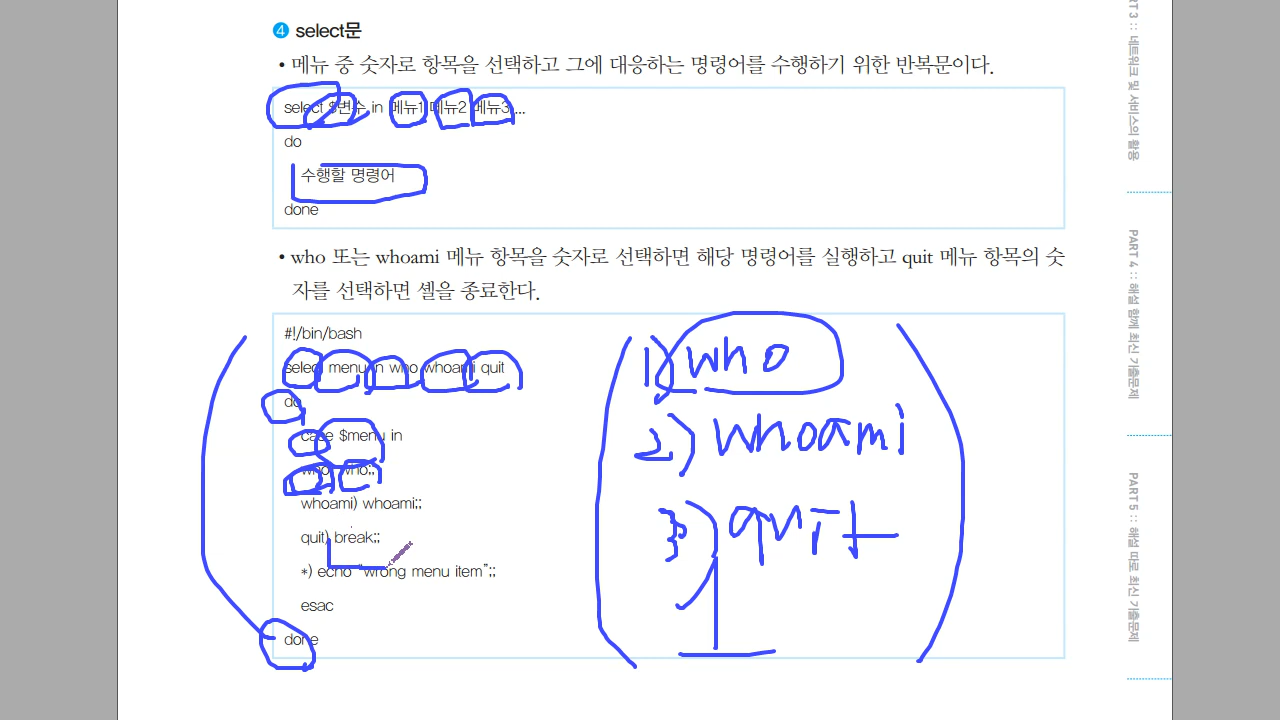 4 select문
• 메뉴 중 숫자로 항목을 선택하고 그에 대응하는 명령어를 수행하기 위한 반복문이다.
select $변수 in 메뉴1 메뉴2 메뉴3...
do
수행할 명령어
done
• who 또는 whoami 메뉴 항목을 숫자로 선택하면 해당 명령어를 실행하고 quit 메뉴 항목의 숫
자를 선택하면 쉘을 종료한다.
#!/bin/bash
select menu in who whoami quit
do
case $menu in
who) who;;
whoami) whoami;;
quit) break;;
*) echo "wrong menu item";;
esac
done
1) who
2) whoami
3) quit
PART 3 :: 네트워크 및 서비스의 활용
PART 4 :: 해설 함께 최신 기출문제
PART 5 :: 해설 따로 최신 기출문제